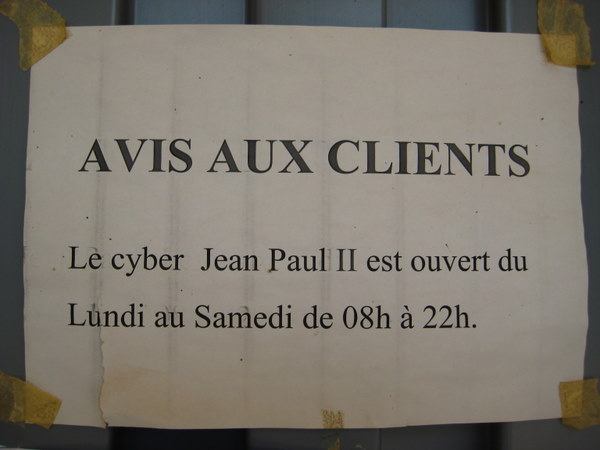 AVIS AUX CLIENTS
Le cyber Jean Paul II est ouvert du
Lundi au Samedi de 08h à 22h.